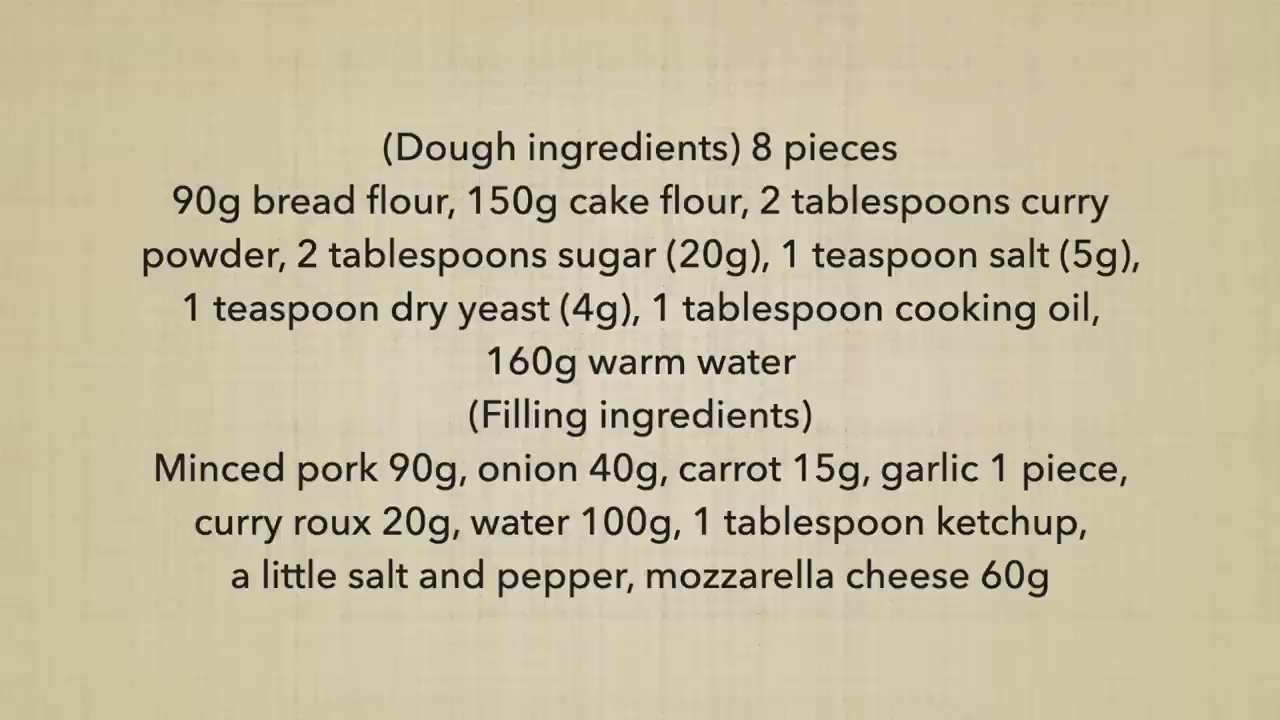 (Dough ingredients) 8 pieces
90g bread flour, 150g cake flour, 2 tablespoons curry
powder, 2 tablespoons sugar (20g), 1 teaspoon salt (5g),
1 teaspoon dry yeast (4g), 1 tablespoon cooking oil,
160g warm water
(Filling ingredients)
Minced pork 90g, onion 40g, carrot 15g, garlic 1 piece,
curry roux 20g, water 100g, 1 tablespoon ketchup,
a little salt and pepper, mozzarella cheese 60g